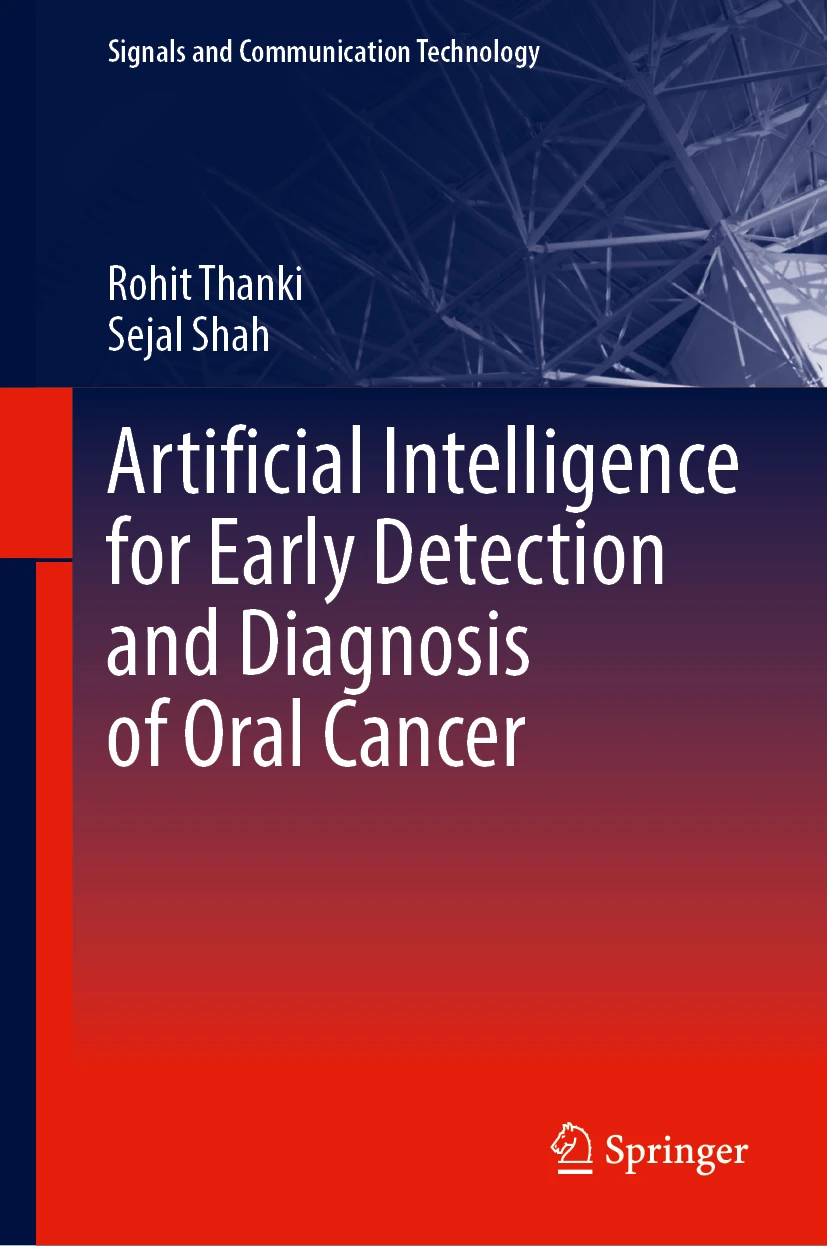 Signals and Communication Technology
Rohit Thanki
Sejal Shah
Artificial Intelligence
for Early Detection
and Diagnosis
of Oral Cancer
Springer